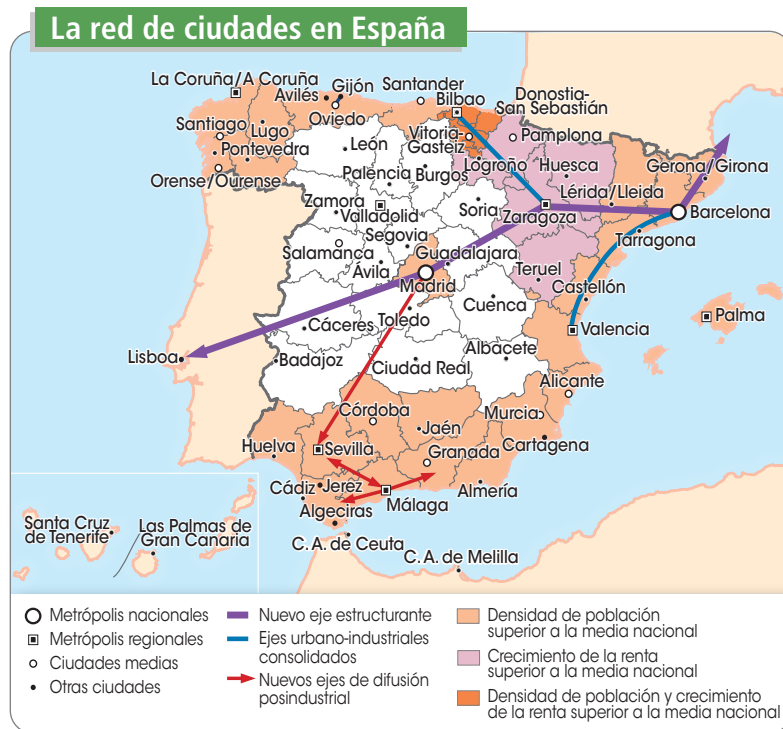 La red de ciudades en España
La Coruña/A Coruña
Avilés
Gijón
Santander
Bilbao
Donostia-
San Sebastián
Santiago
Lugo
Oviedo
Vitoria-
Gasteiz
Pamplona
Pontevedra
León
Logroño
Huesca
Gerona/Girona
Orense/Ourense
Palencia
Burgos
Lérida/Lleida
Zamora
Valladolid
Soria
Zaragoza
Barcelona
Segovia
Tarragona
Salamanca
Guadalajara
Ávila
Madrid
Teruel
Castellón
Cuenca
Palma
Cáceres
Toledo
Valencia
Lisboa
Badajoz
Ciudad Real
Albacete
Alicante
Córdoba
Murcia
Jaén
Huelva
Sevilla
Granada
Cartagena
Cádiz
Jerez
Málaga
Almería
Algeciras
Santa Cruz
de Tenerife
Las Palmas de
Gran Canaria
C. A. de Ceuta
C. A. de Melilla
Metrópolis nacionales
Metrópolis regionales
Ciudades medias
Otras ciudades
Nuevo eje estructurante
Ejes urbano-industriales
consolidados
Nuevos ejes de difusión
posindustrial
Densidad de población
superior a la media nacional
Crecimiento de la renta
superior a la media nacional
Densidad de población y crecimiento
de la renta superior a la media nacional